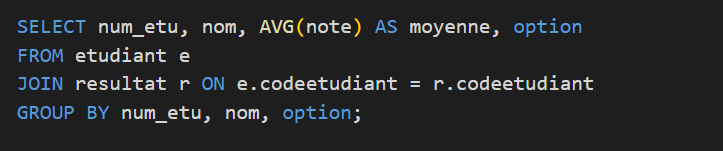 SELECT num_etu, nom, AVG(note) AS moyenne, option
FROM etudiant e
JOIN resultat r ON e.codeetudiant = r.codeetudiant
GROUP BY num_etu, nom, option;